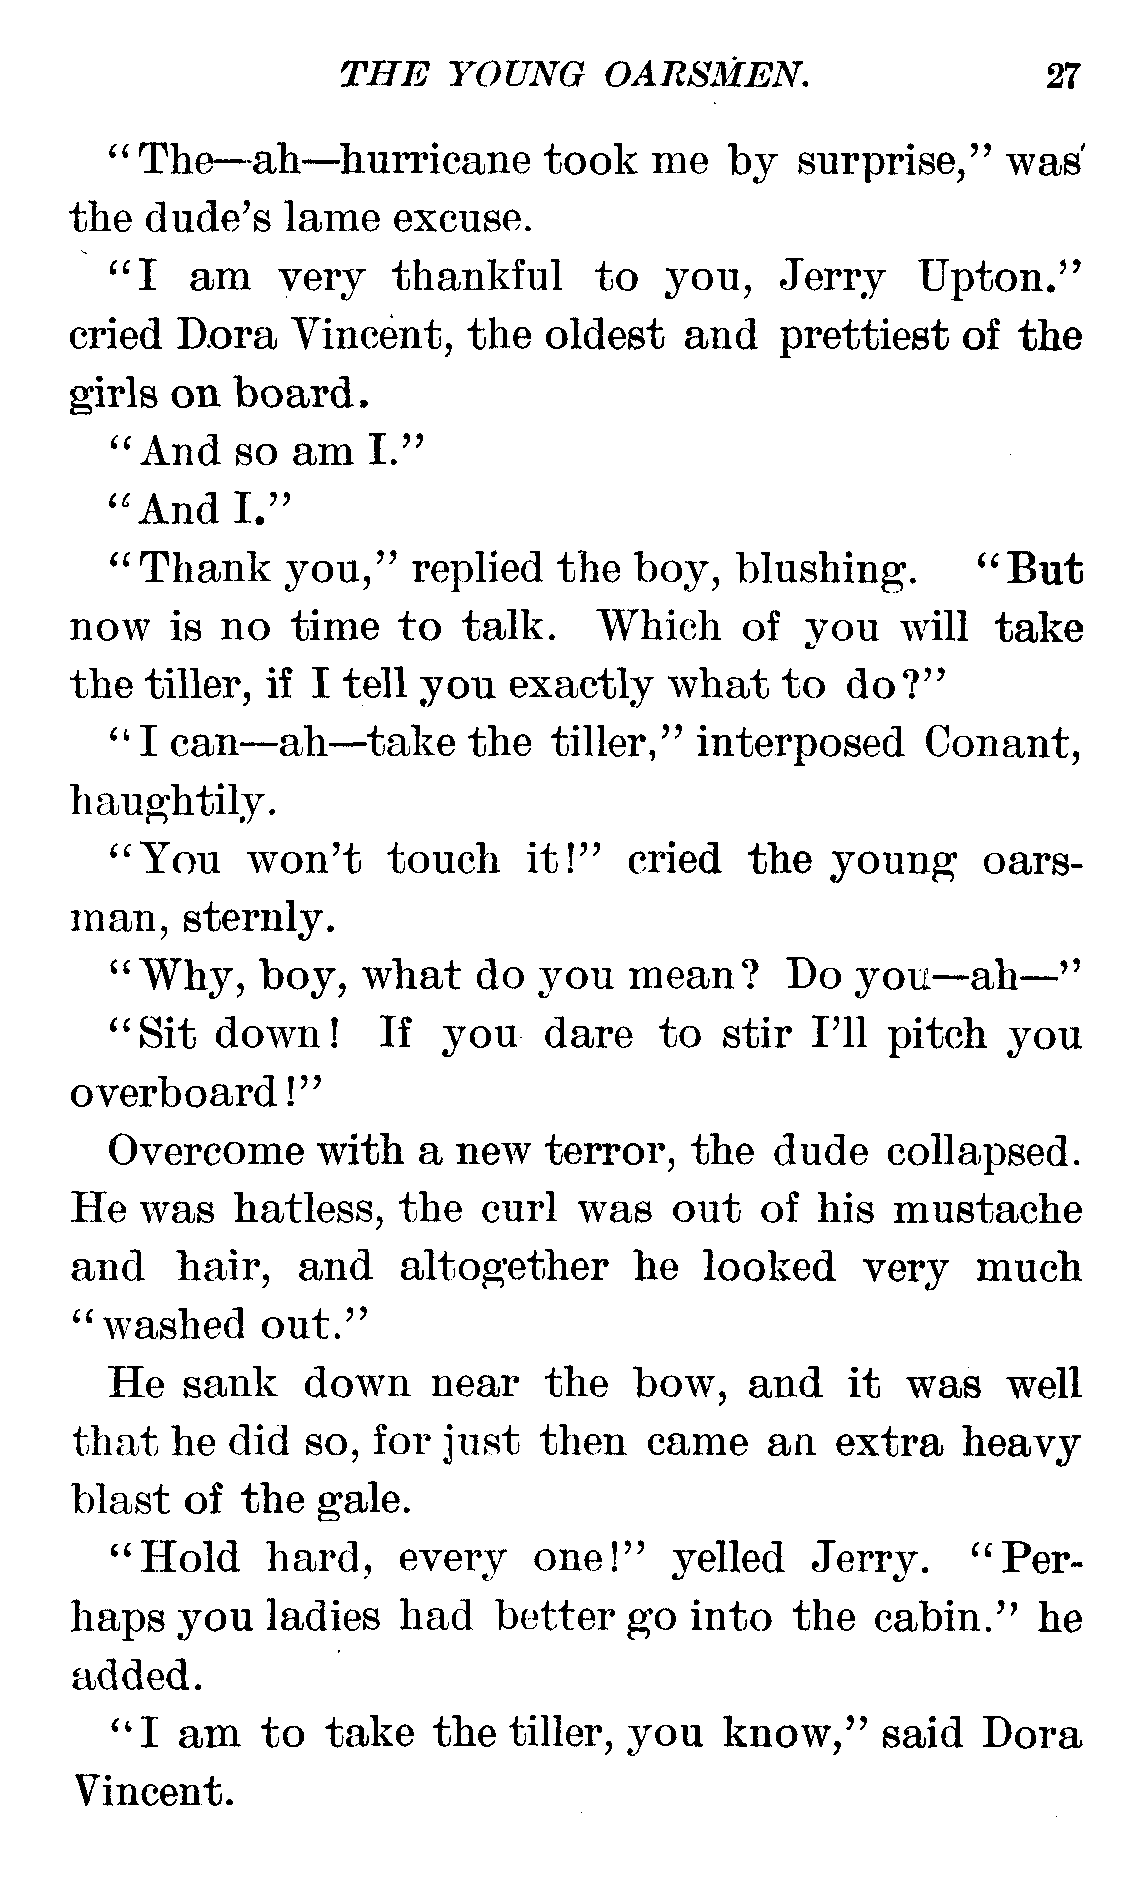 THE YOUNG OARSMEN. 27
"The—ah—hurricane took me by surprise," was
the dude's lame excuse.
"I am very thankful to you, Jerry Upton."
cried Dora Vincent, the oldest and prettiest of the
girls on board.
"And so am I."
"And I."
"Thank you," replied the boy, blushing. "But
now is no time to talk. Which of you will take
the tiller, if I tell you exactly what to do?"
"I can—ah—take the tiller," interposed Conant,
haughtily.
"You won't touch it!" cried the young oars-
man, sternly.
"Why, boy, what do you mean? Do you—ah—"
"Sit down! If you dare to stir I'll pitch you
overboard!"
Overcome with a new terror, the dude collapsed.
He was hatless, the curl was out of his mustache
and hair, and altogether he looked very much
"washed out."
He sank down near the bow, and it was well
that he did so, for just then came an extra heavy
blast of the gale.
"Hold hard, every one!" yelled Jerry. "Per-
haps you ladies had better go into the cabin." he
added.
"I am to take the tiller, you know," said Dora
Vincent.